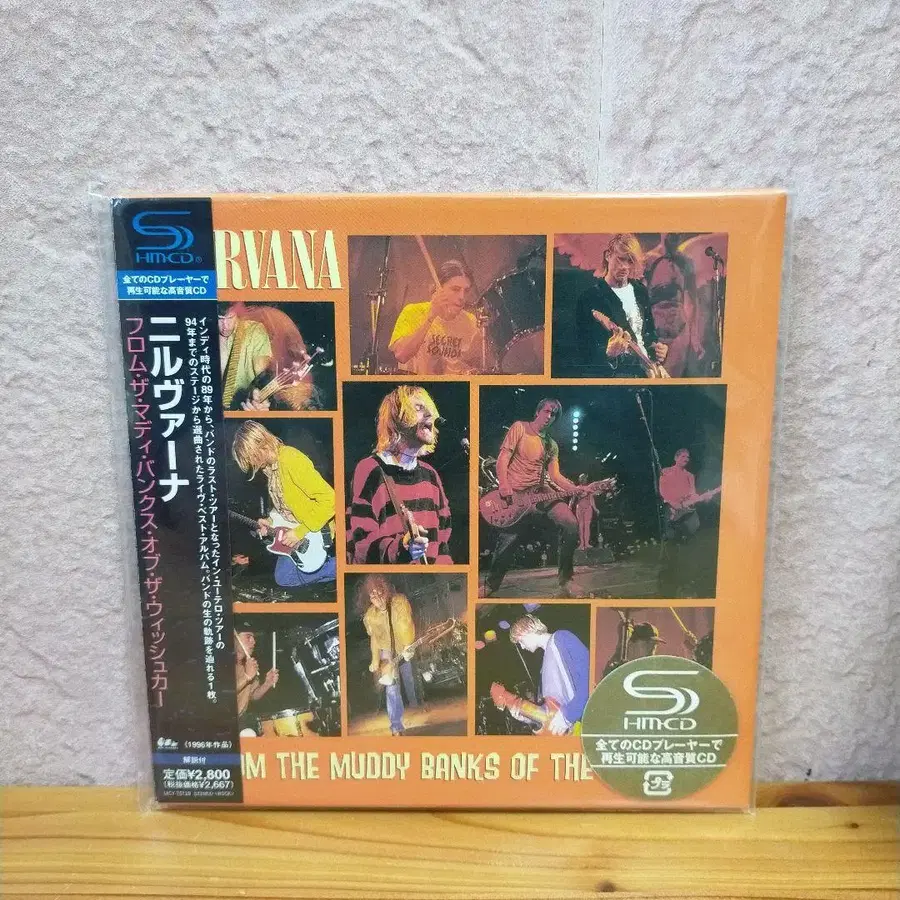 SHM-CD®
全てのCDプレーヤーで
再生可能な高音質CD
ニルヴァーナ
フロム・ザ・マディ・バンクス・オブ・ザ・ウィッシュカー
インディ時代の89年から、バンドのラスト・ツアーとなったイン・ユーテロ・ツアーの
94年までのステージから選曲されたライヴ・ベスト・アルバム。バンドの生の軌跡を辿れる1枚。
(1996年作品)
解説付
定価¥2,800
(税抜価格¥2,667)
RVANA
SECRET
SOUNDS
OM THE MUDDY BANKS OF THE
SHM-CD
全てのCDプレーヤーで
再生可能な高音質CD
プラ